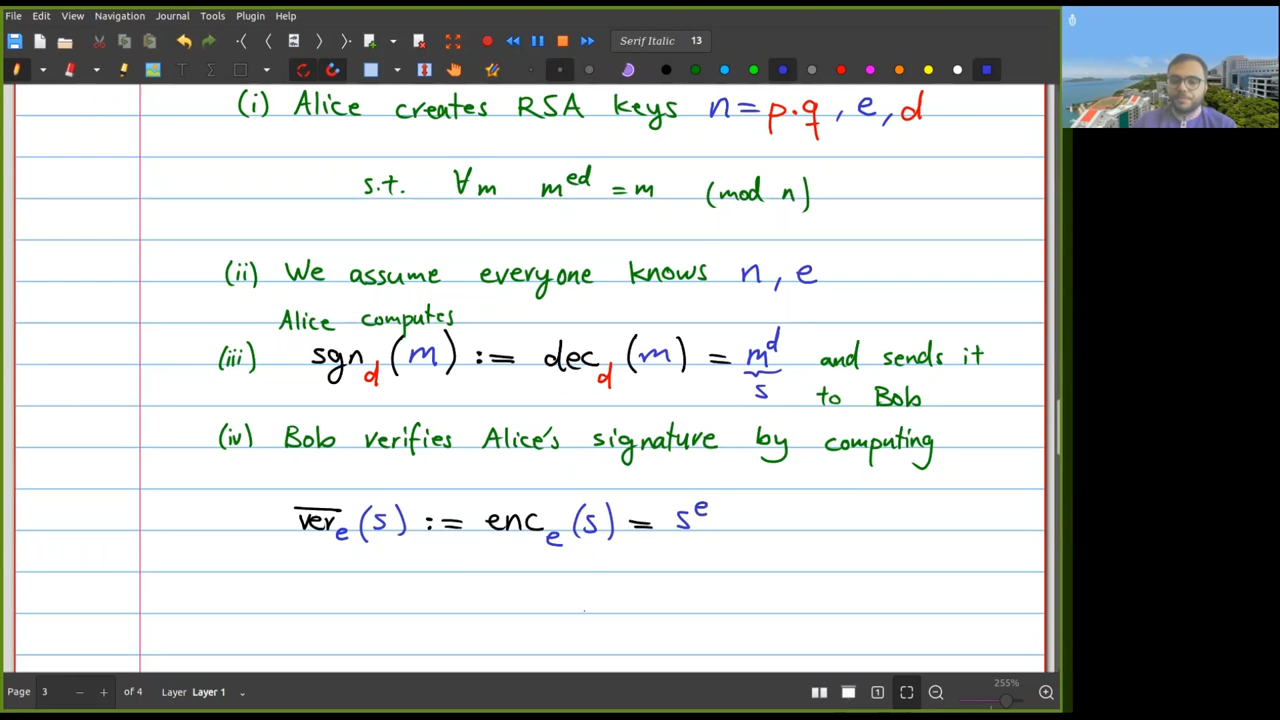 File Edit View Navigation Journal Tools Plugin Help
Serif Italic 13
(i) Alice creates RSA keys n = p.q, e, d
s.t. ∀m m^ed = m (mod n)
(ii) We assume everyone knows n, e
Alice computes
(iii) sgn_d (m) := dec_d (m) = m^d and sends it
s to Bob
(iv) Bob verifies Alice's signature by computing
ver_e (s) := enc_e (s) = s^e
Page 3 of 4 Layer Layer 1 255%